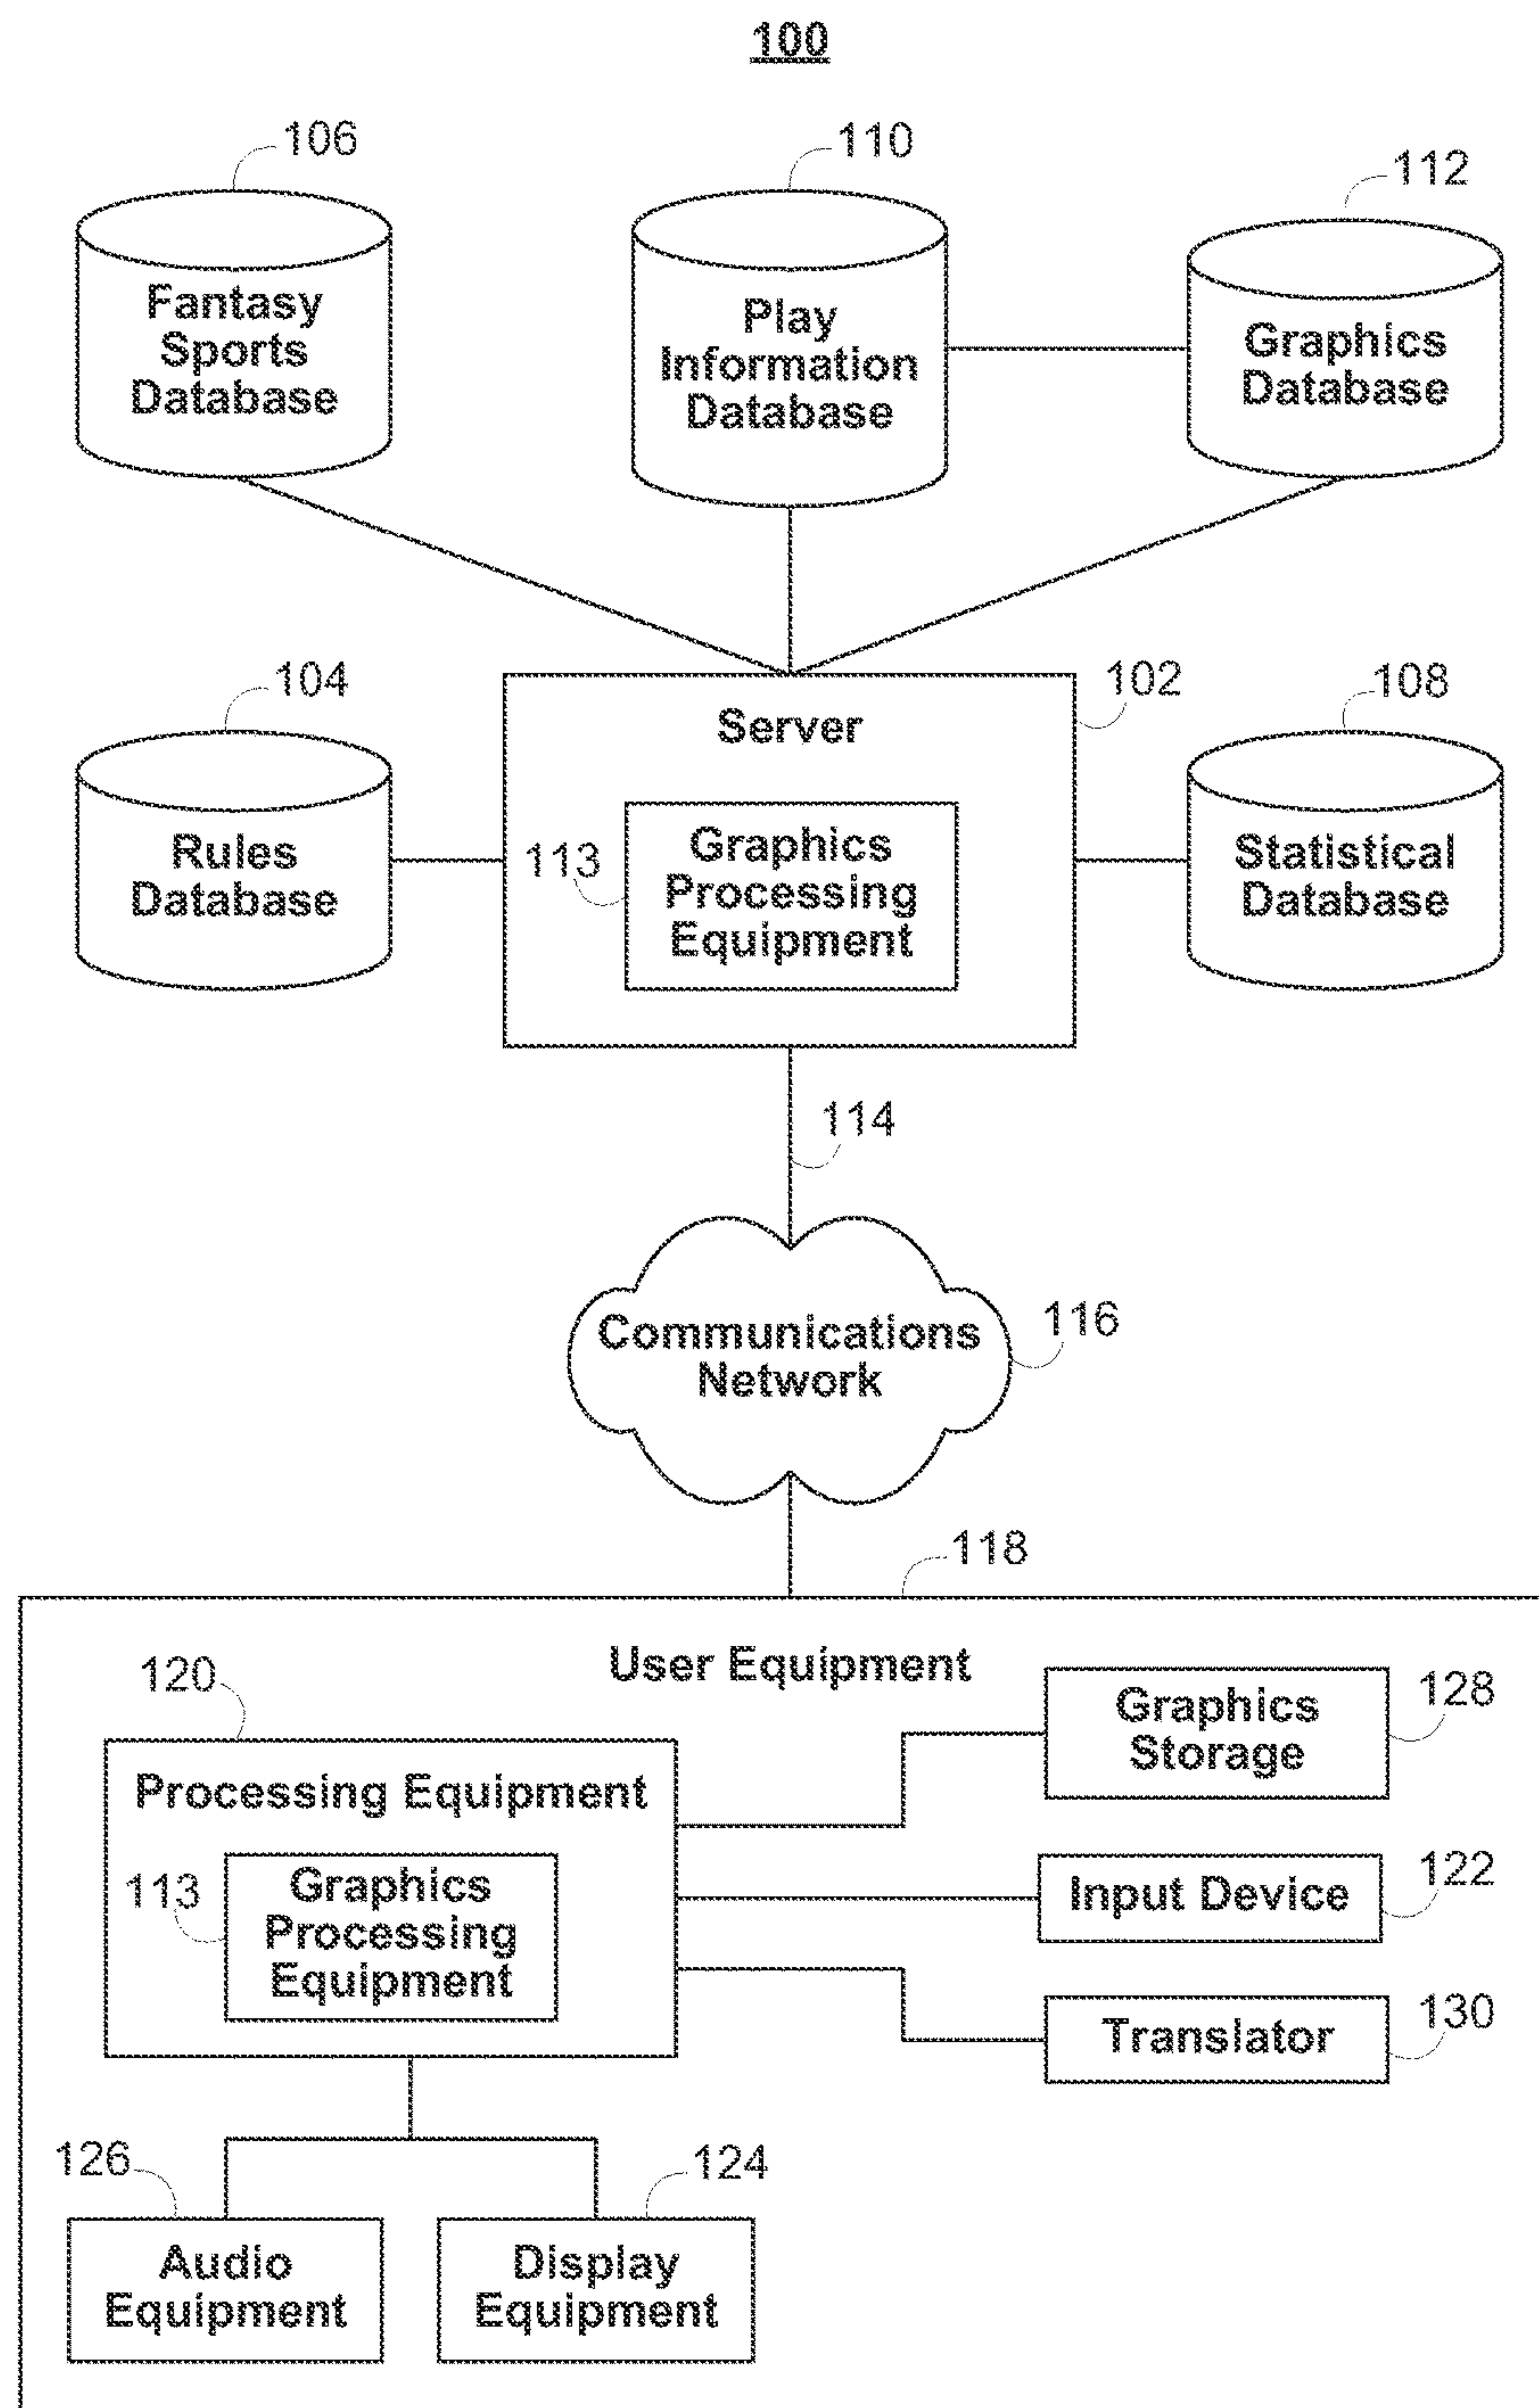 100
106
110
112
Fantasy
Sports
Database
Play
Information
Database
Graphics
Database
104
102
108
Server
Rules
Database
113
Graphics
Processing
Equipment
Statistical
Database
114
Communications
Network
116
118
User Equipment
120
Processing Equipment
113
Graphics
Processing
Equipment
Graphics
Storage
128
Input Device
122
Translator
130
126
124
Audio
Equipment
Display
Equipment